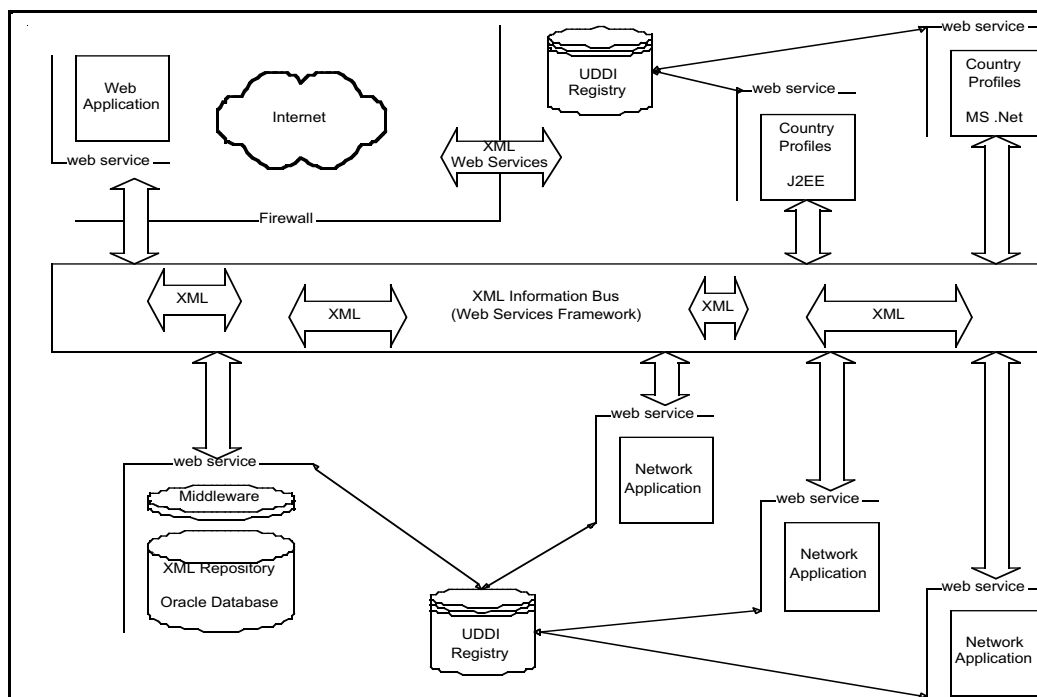 web service
Web
Application
web service
Internet
Firewall
XML
Web Services
UDDI
Registry
web service
Country
Profiles
J2EE
web service
Country
Profiles
MS .Net
XML
XML
XML Information Bus
(Web Services Framework)
XML
XML
web service
Middleware
XML Repository
Oracle Database
UDDI
Registry
web service
Network
Application
web service
Network
Application
web service
Network
Application